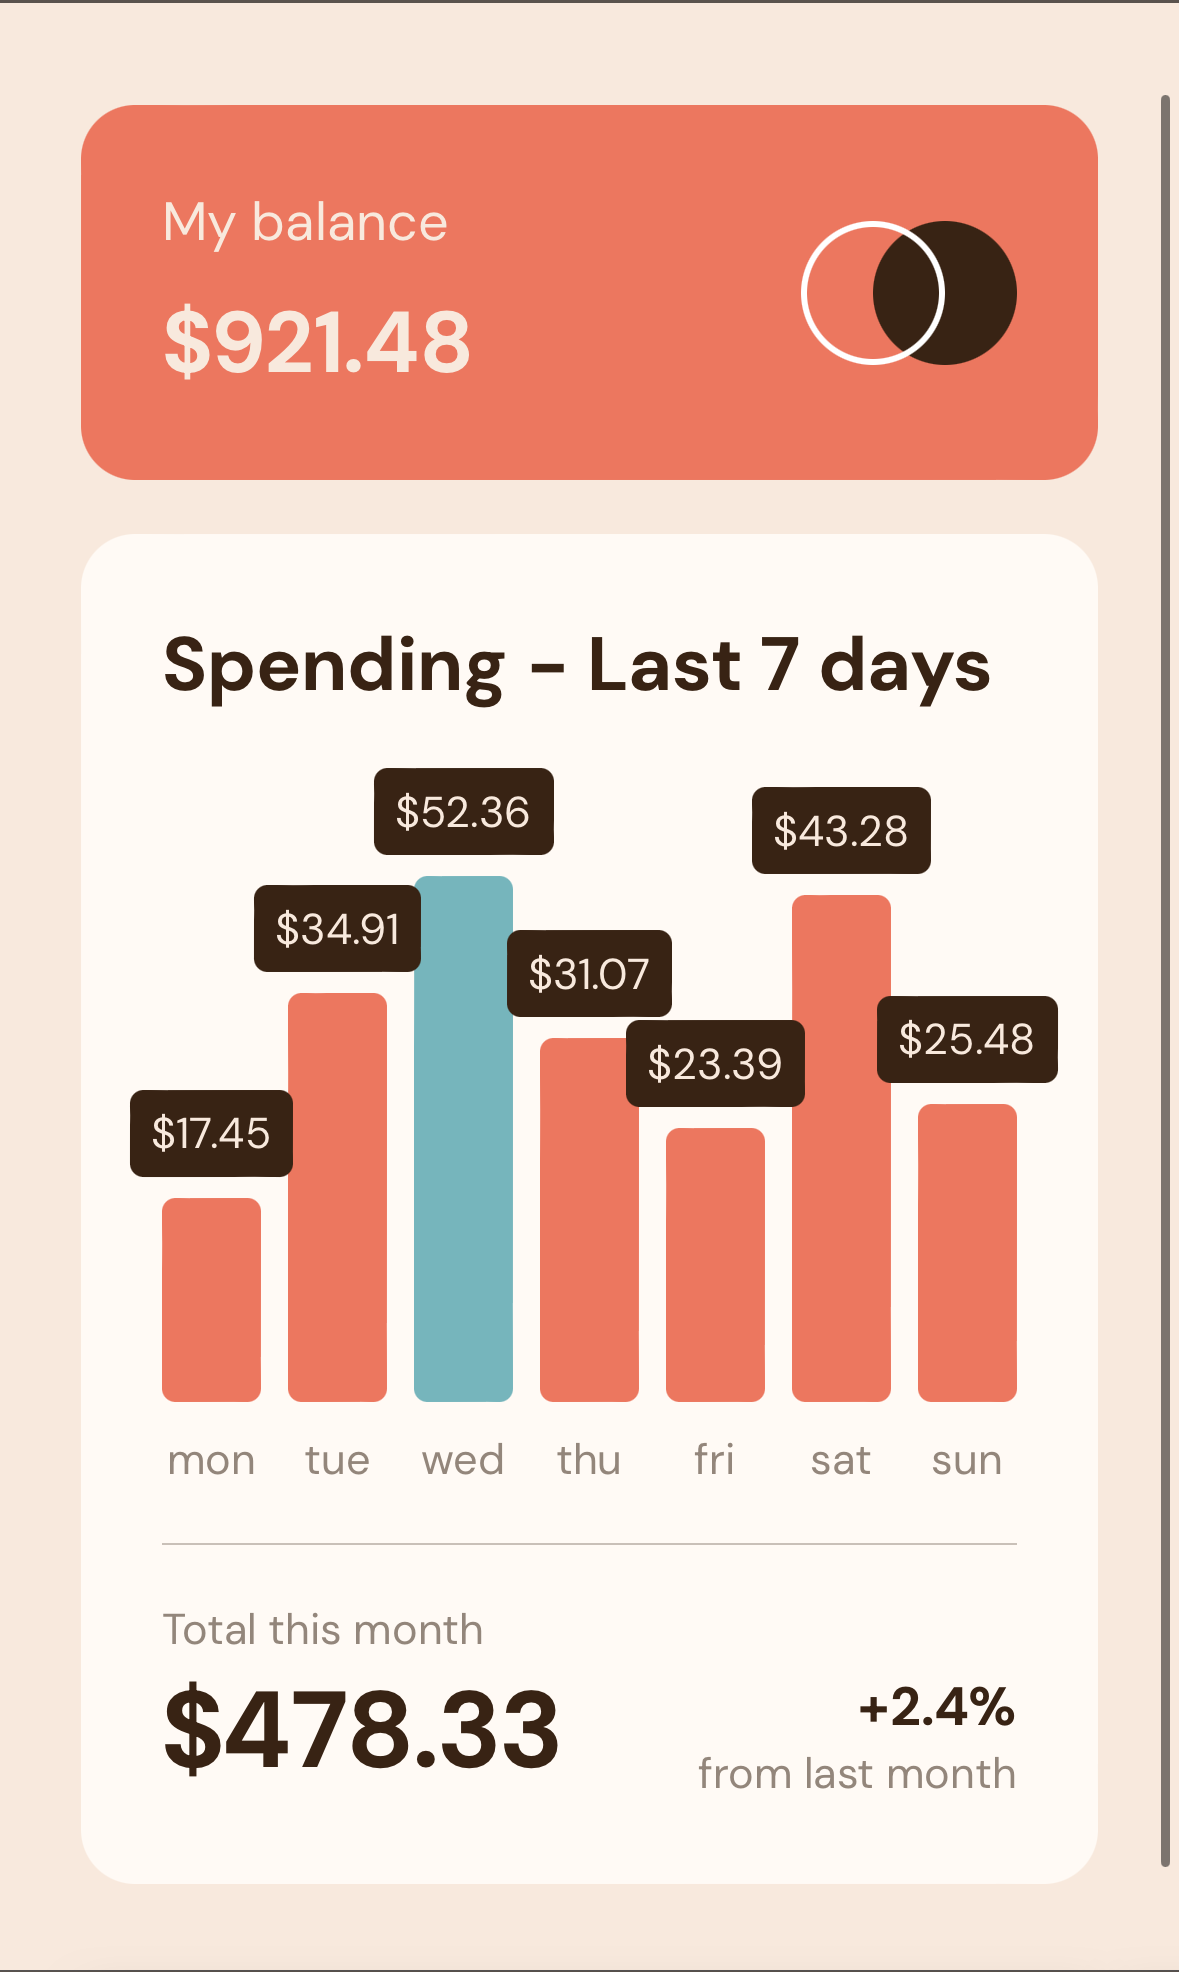 My balance
$921.48
Spending - Last 7 days
$52.36
$43.28
$34.91
$31.07
$25.48
$23.39
$17.45
mon tue wed thu fri sat sun
Total this month
$478.33
+2.4%
from last month